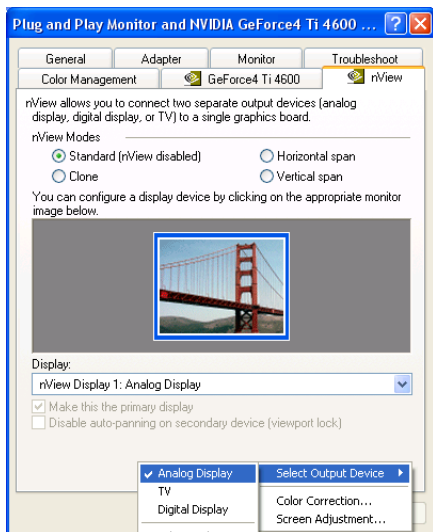 Plug and Play Monitor and NVIDIA GeForce4 Ti 4600 ...
General Adapter Monitor Troubleshoot
Color Management GeForce4 Ti 4600 nView
nView allows you to connect two separate output devices (analog
display, digital display, or TV) to a single graphics board.
nView Modes
Standard (nView disabled) Horizontal span
Clone Vertical span
You can configure a display device by clicking on the appropriate monitor
image below.
Display:
nView Display 1: Analog Display
Make this the primary display
Disable auto-panning on secondary device (viewport lock)
Analog Display Select Output Device
TV
Digital Display
Color Correction...
Screen Adjustment...